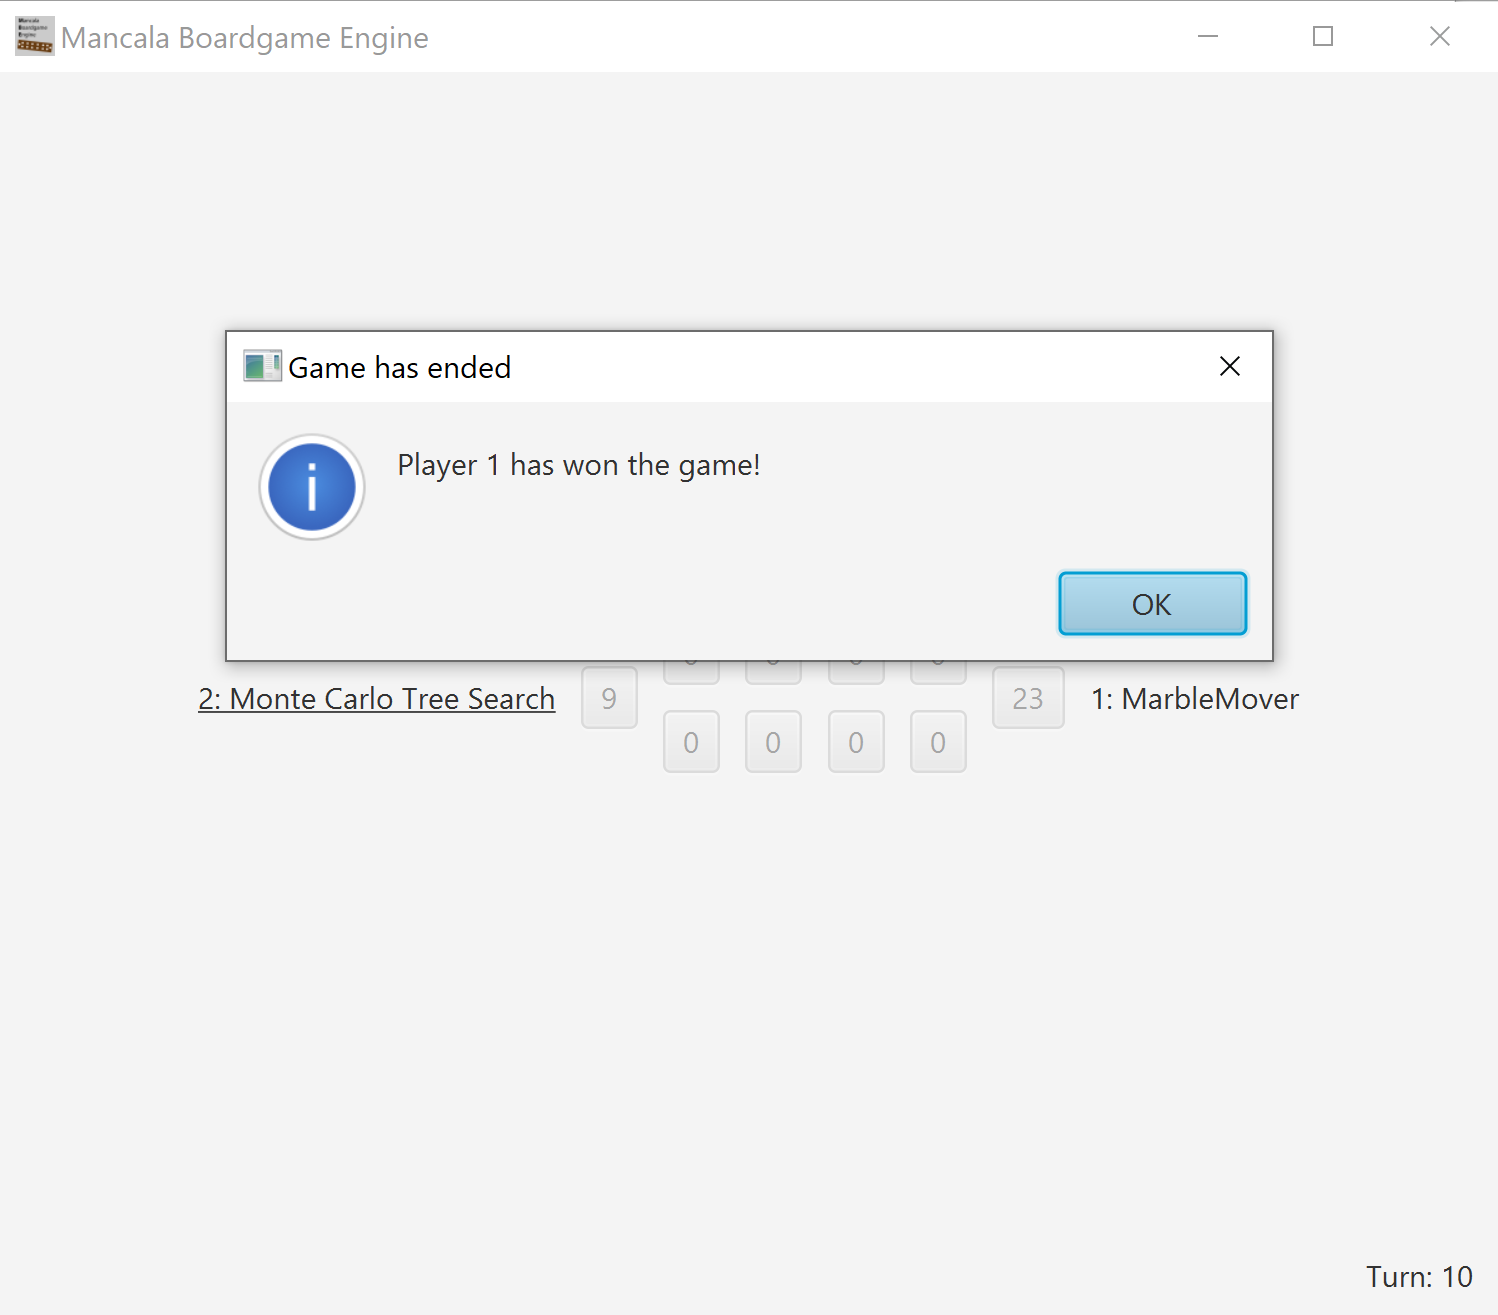 Mancala Boardgame Engine
Game has ended
Player 1 has won the game!
OK
2: Monte Carlo Tree Search 9 23 1: MarbleMover
0 0 0 0
Turn: 10